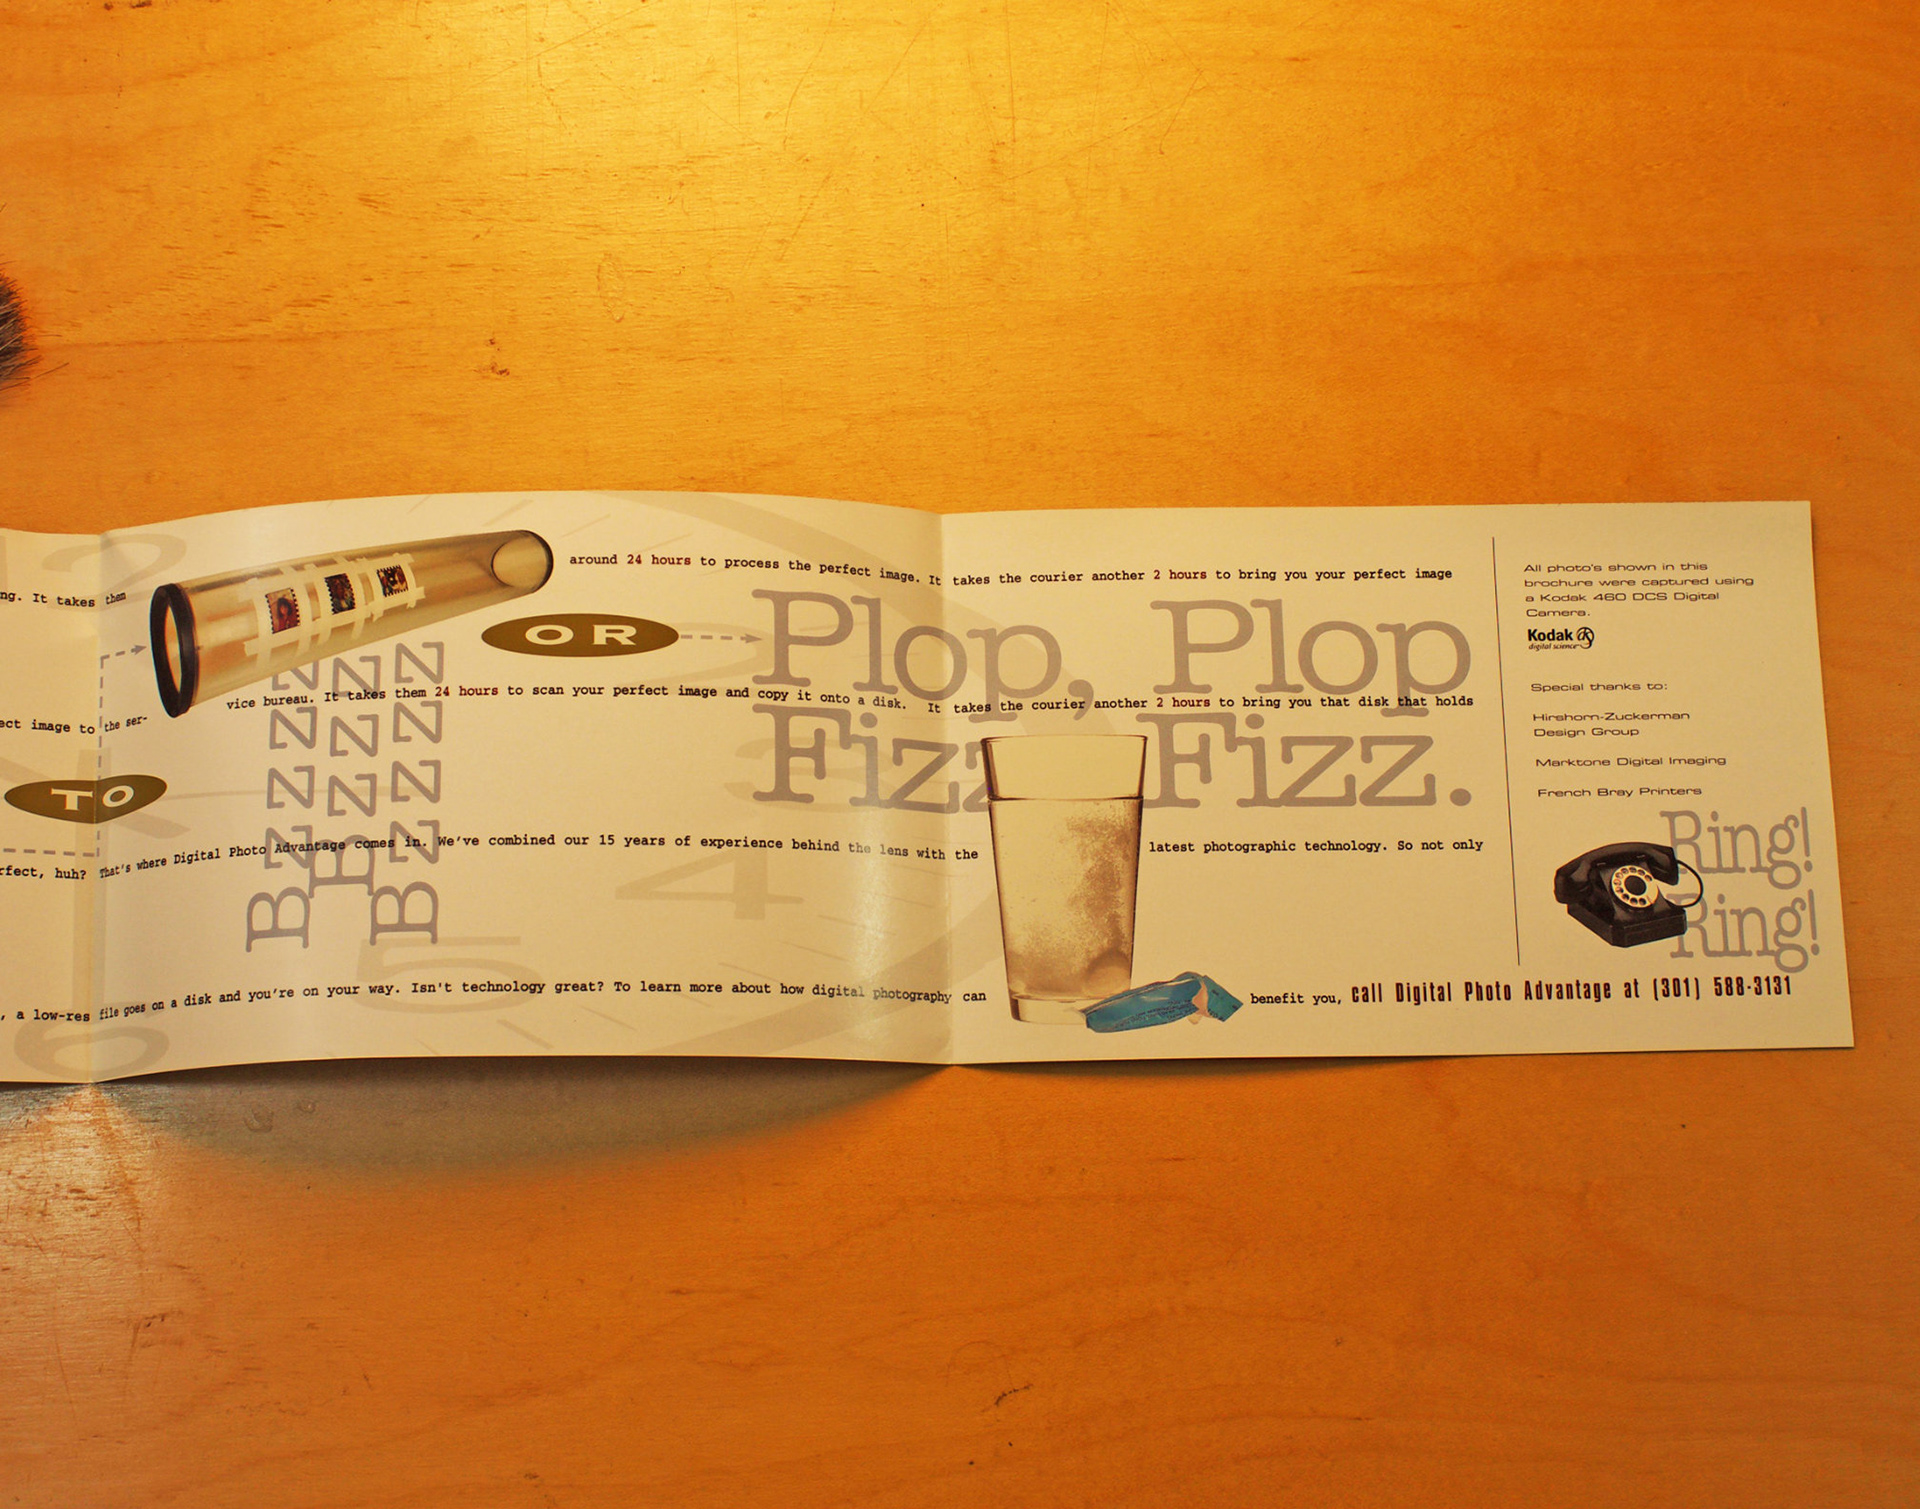 ng. It takes them around 24 hours to process the perfect image. It takes the courier another 2 hours to bring you your perfect image
OR
Plop, Plop
ect image to the ser-vice bureau. It takes them 24 hours to scan your perfect image and copy it onto a disk. It takes the courier another 2 hours to bring you that disk that holds
Fizz Fizz.
TO
BZZZZ
BZZZZ
BZZZZ
rfect, huh? That's where Digital Photo Advantage comes in. We've combined our 15 years of experience behind the lens with the latest photographic technology. So not only
, a low-res file goes on a disk and you're on your way. Isn't technology great? To learn more about how digital photography can benefit you, call Digital Photo Advantage at (301) 588-3131
All photo's shown in this
brochure were captured using
a Kodak 460 DCS Digital
Camera.
Kodak
digital science
Special thanks to:
Hirshorn-Zuckerman
Design Group
Marktone Digital Imaging
French Bray Printers
Ring!
Ring!
12
2
3
4
5
6